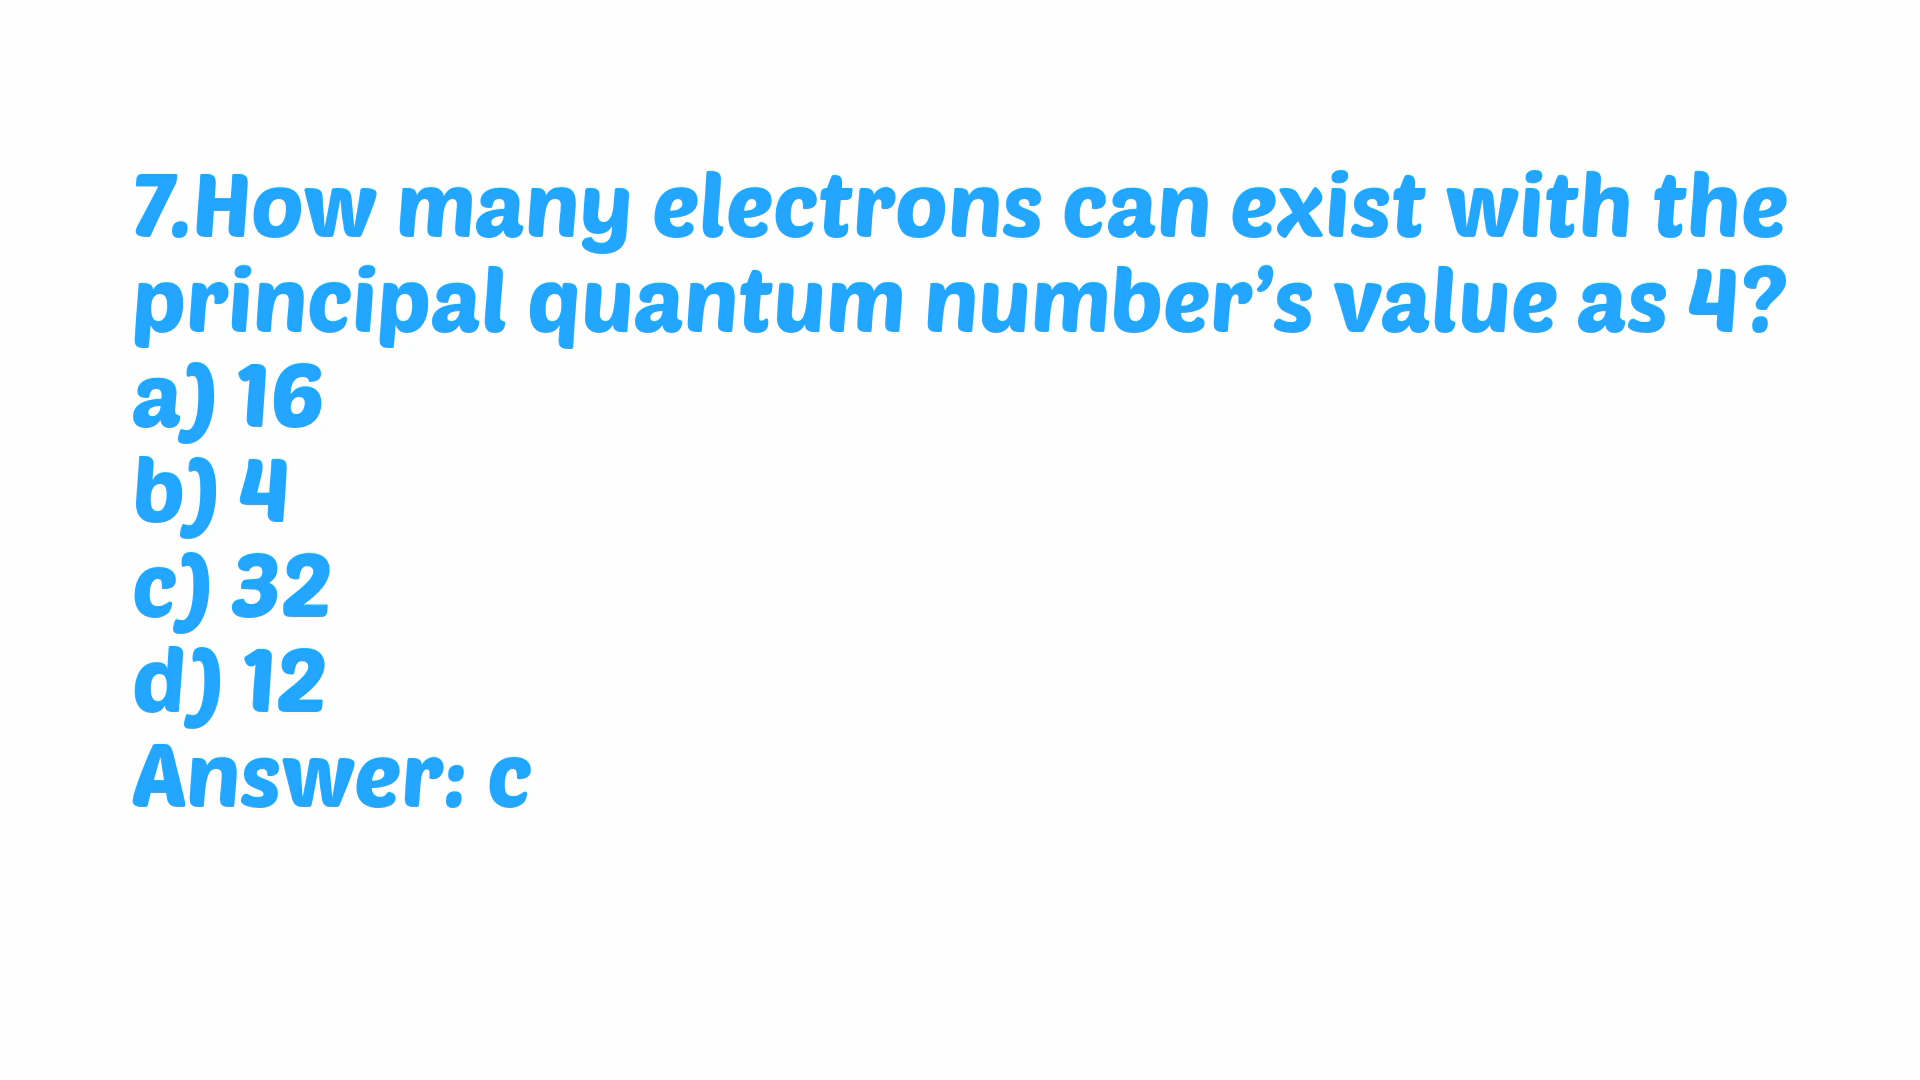 7.How many electrons can exist with the
principal quantum number’s value as 4?
a) 16
b) 4
c) 32
d) 12
Answer: c